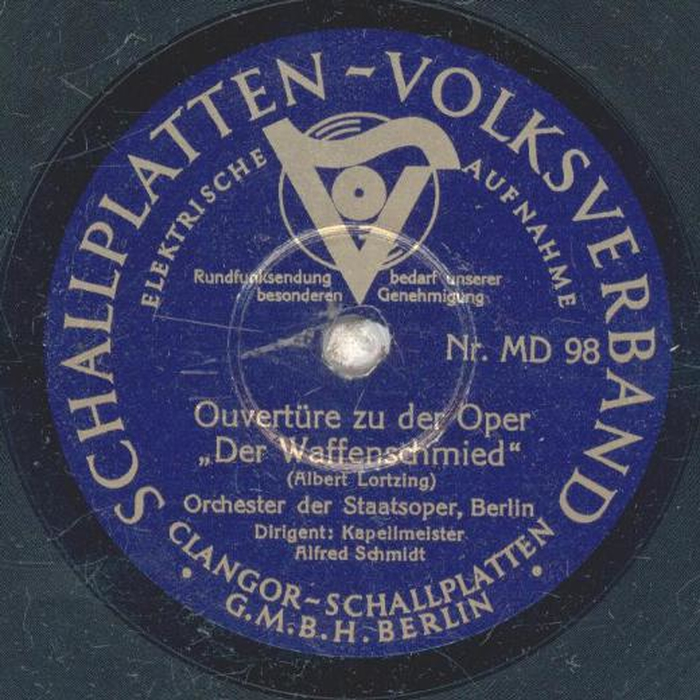 SCHALLPLATTEN-VOLKSVERBAND
ELEKTRISCHE AUFNAHME
Rundfunksendung bedarf unserer
besonderen Genehmigung
Nr. MD 98
Ouvertüre zu der Oper
„Der Waffenschmied“
(Albert Lortzing)
Orchester der Staatsoper, Berlin
Dirigent: Kapellmeister
Alfred Schmidt
CLANGOR-SCHALLPLATTEN
G.M.B.H. BERLIN